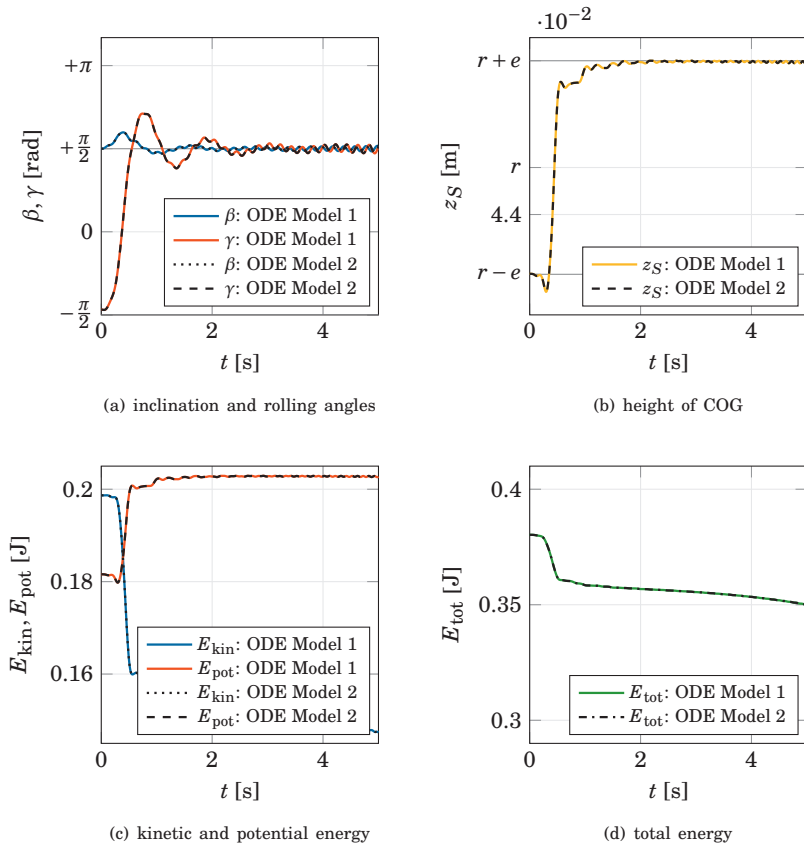 +π
+π/2
0
−π/2
β, γ [rad]
β: ODE Model 1
γ: ODE Model 1
β: ODE Model 2
γ: ODE Model 2
0 2 4
t [s]
(a) inclination and rolling angles
·10⁻²
r + e
r
4.4
r − e
z_S [m]
z_S: ODE Model 1
z_S: ODE Model 2
0 2 4
t [s]
(b) height of COG
0.2
0.18
0.16
E_kin, E_pot [J]
E_kin: ODE Model 1
E_pot: ODE Model 1
E_kin: ODE Model 2
E_pot: ODE Model 2
0 2 4
t [s]
(c) kinetic and potential energy
0.4
0.35
0.3
E_tot [J]
E_tot: ODE Model 1
E_tot: ODE Model 2
0 2 4
t [s]
(d) total energy